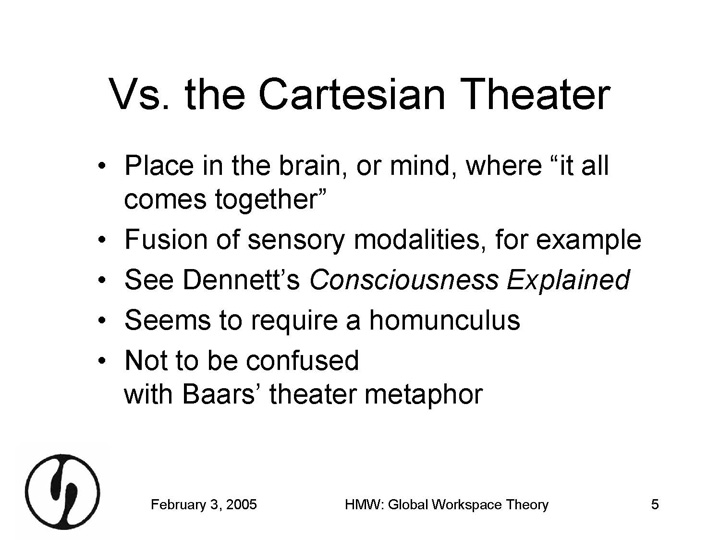 Vs. the Cartesian Theater
• Place in the brain, or mind, where “it all
comes together”
• Fusion of sensory modalities, for example
• See Dennett’s Consciousness Explained
• Seems to require a homunculus
• Not to be confused
with Baars’ theater metaphor
February 3, 2005 HMW: Global Workspace Theory 5